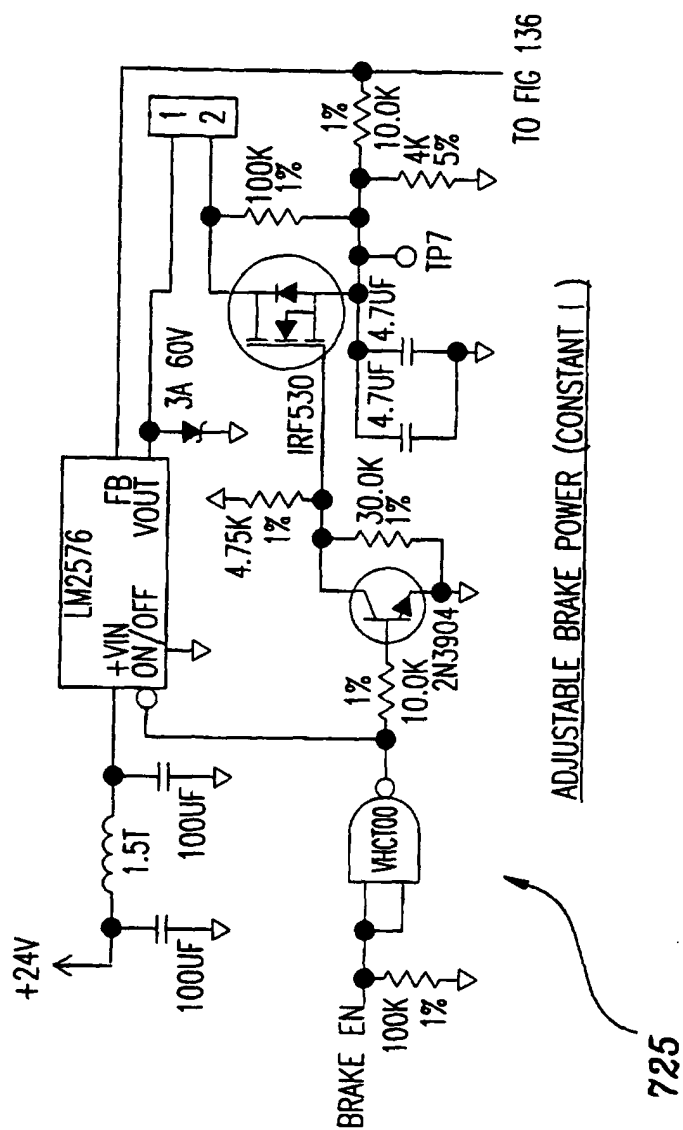 +24V
1.5T
100UF
100UF
LM2576
+VIN
ON/OFF
FB
VOUT
1
2
3A 60V
100K
1%
IRF530
4.75K
1%
30.0K
1%
4.7UF
4.7UF
TP7
1%
10.0K
4K
5%
TO FIG 136
BRAKE EN
100K
1%
VHCT00
1%
10.0K
2N3904
ADJUSTABLE BRAKE POWER (CONSTANT I)
725